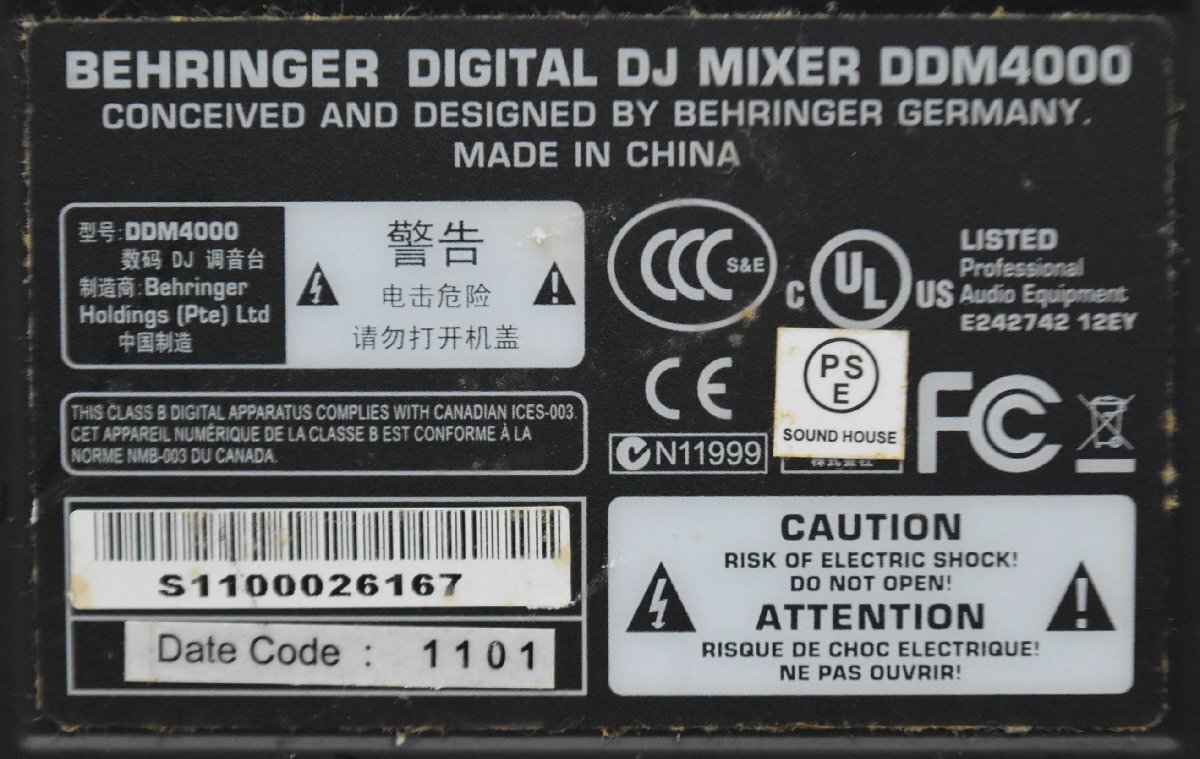 BEHRINGER DIGITAL DJ MIXER DDM4000
CONCEIVED AND DESIGNED BY BEHRINGER GERMANY.
MADE IN CHINA
型号: DDM4000
数码 DJ 调音台
制造商: Behringer
Holdings (Pte) Ltd
中国制造
警告
电击危险
请勿打开机盖
CCC S&E
C UL US
LISTED
Professional
Audio Equipment
E242742 12EY
THIS CLASS B DIGITAL APPARATUS COMPLIES WITH CANADIAN ICES-003.
CET APPAREIL NUMÉRIQUE DE LA CLASSE B EST CONFORME À LA
NORME NMB-003 DU CANADA.
CE
N11999
PS
E
SOUND HOUSE
株式会社
FC
S1100026167
Date Code : 1101
CAUTION
RISK OF ELECTRIC SHOCK!
DO NOT OPEN!
ATTENTION
RISQUE DE CHOC ELECTRIQUE!
NE PAS OUVRIR!